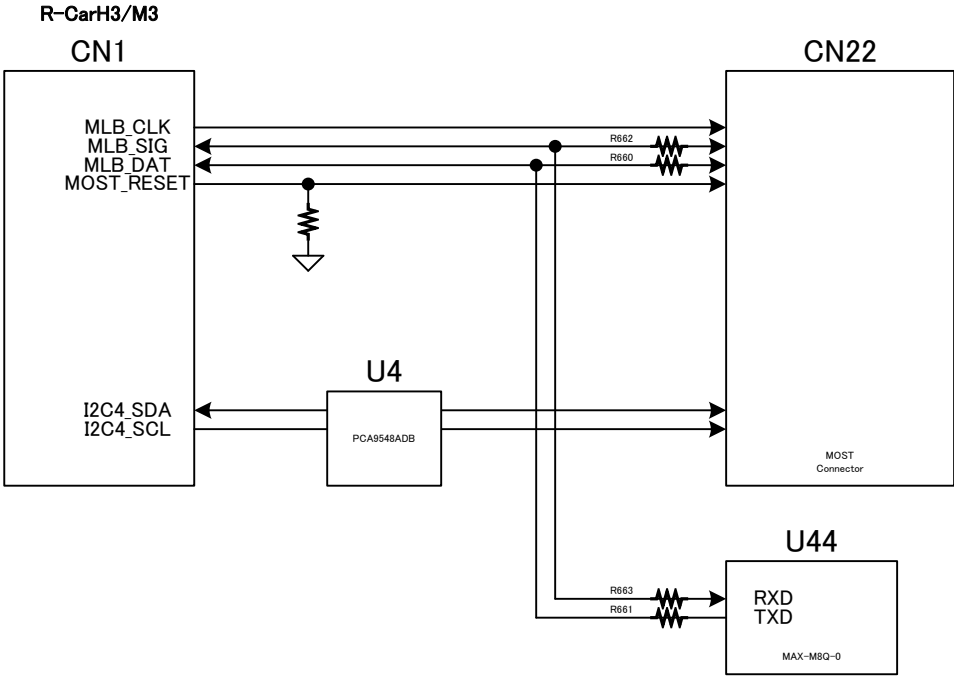 R-CarH3/M3
CN1
CN22
MLB_CLK
MLB_SIG
MLB_DAT
MOST_RESET
R662
R660
U4
I2C4_SDA
I2C4_SCL
PCA9548ADB
MOST
Connector
U44
R663
R661
RXD
TXD
MAX-M8Q-0